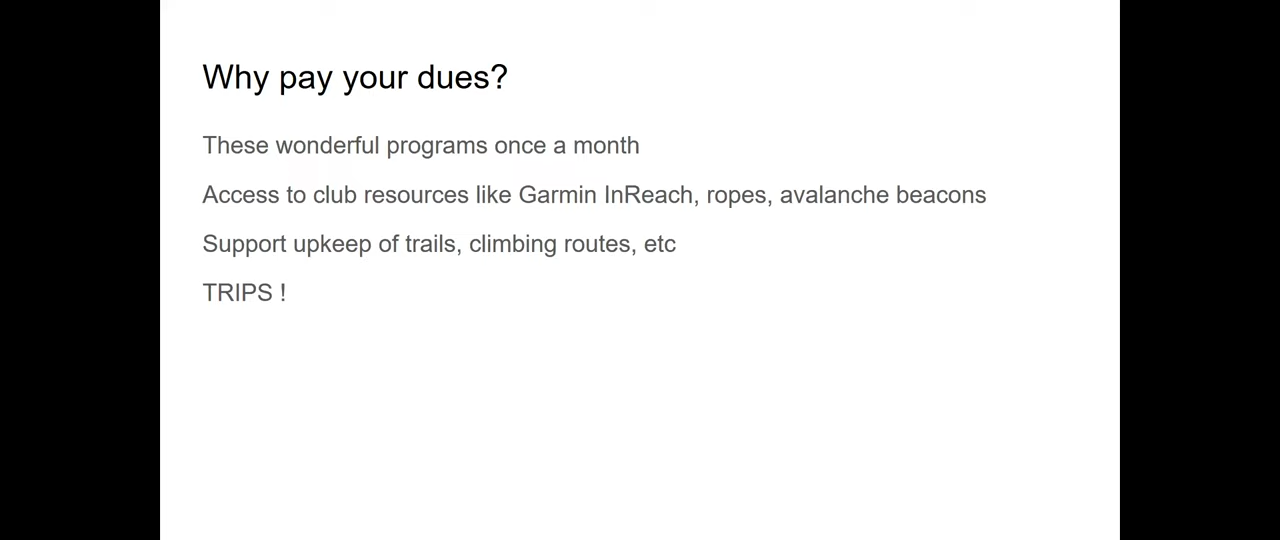 Why pay your dues?
These wonderful programs once a month
Access to club resources like Garmin InReach, ropes, avalanche beacons
Support upkeep of trails, climbing routes, etc
TRIPS !